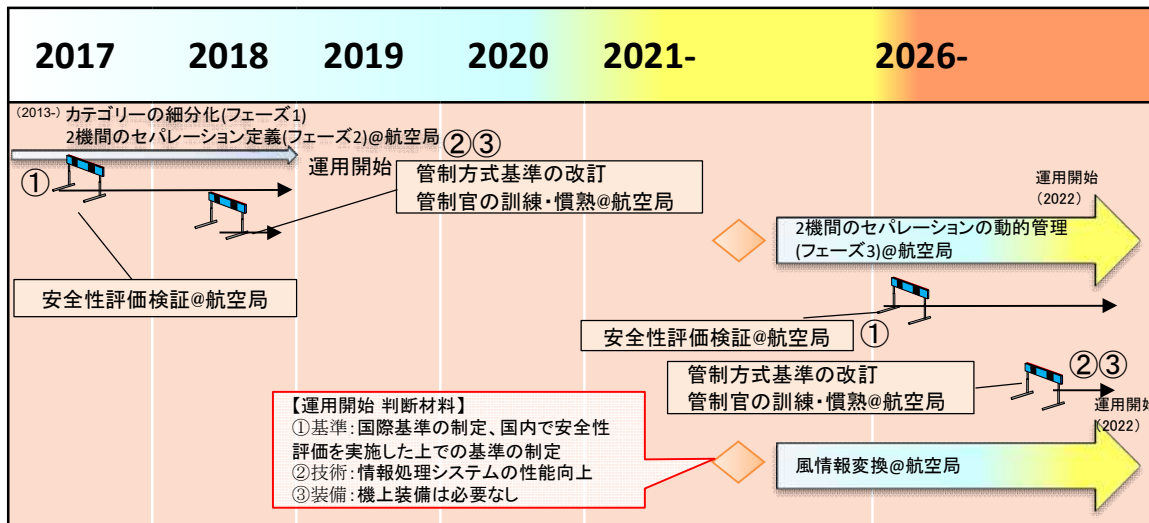 2017 2018 2019 2020 2021- 2026-
(2013-) カテゴリーの細分化(フェーズ1)
2機間のセパレーション定義(フェーズ2)@航空局
運用開始
①
②③
管制方式基準の改訂
管制官の訓練・慣熟@航空局
安全性評価検証@航空局
運用開始
(2022)
2機間のセパレーションの動的管理
(フェーズ3)@航空局
安全性評価検証@航空局
①
管制方式基準の改訂
管制官の訓練・慣熟@航空局
②③
運用開始
(2022)
【運用開始 判断材料】
①基準:国際基準の制定、国内で安全性
評価を実施した上での基準の制定
②技術:情報処理システムの性能向上
③装備:機上装備は必要なし
風情報変換@航空局